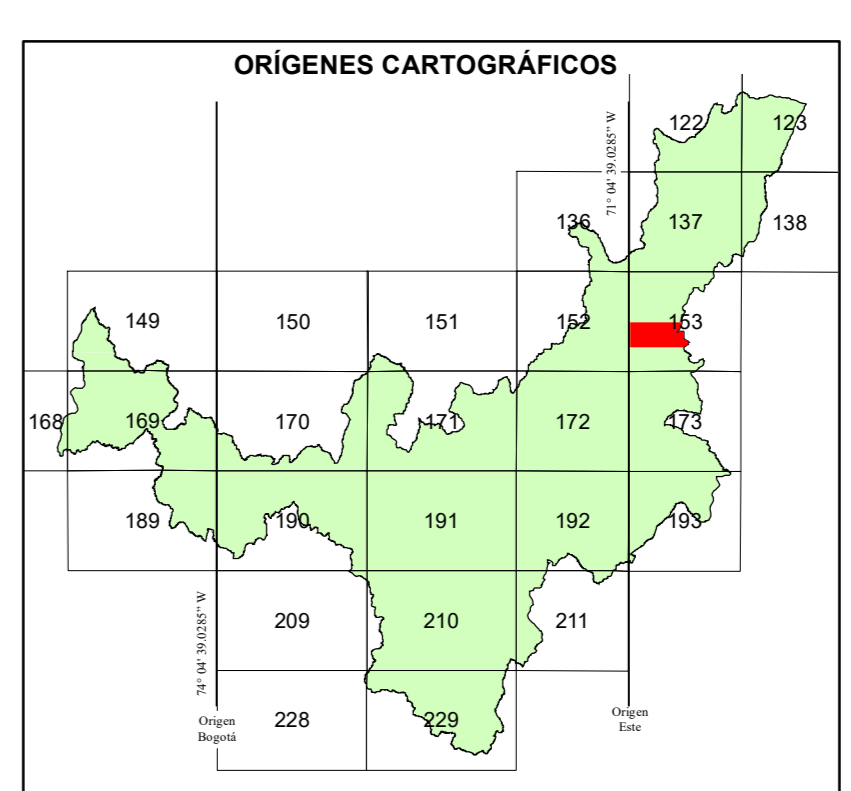 ORÍGENES CARTOGRÁFICOS
71° 04' 39.0285" W
122 123
136 137 138
149 150 151 152 153
168 169 170 171 172 173
189 190 191 192 193
74° 04' 39.0285" W
209 210 211
228 229
Origen
Bogotá
Origen
Este